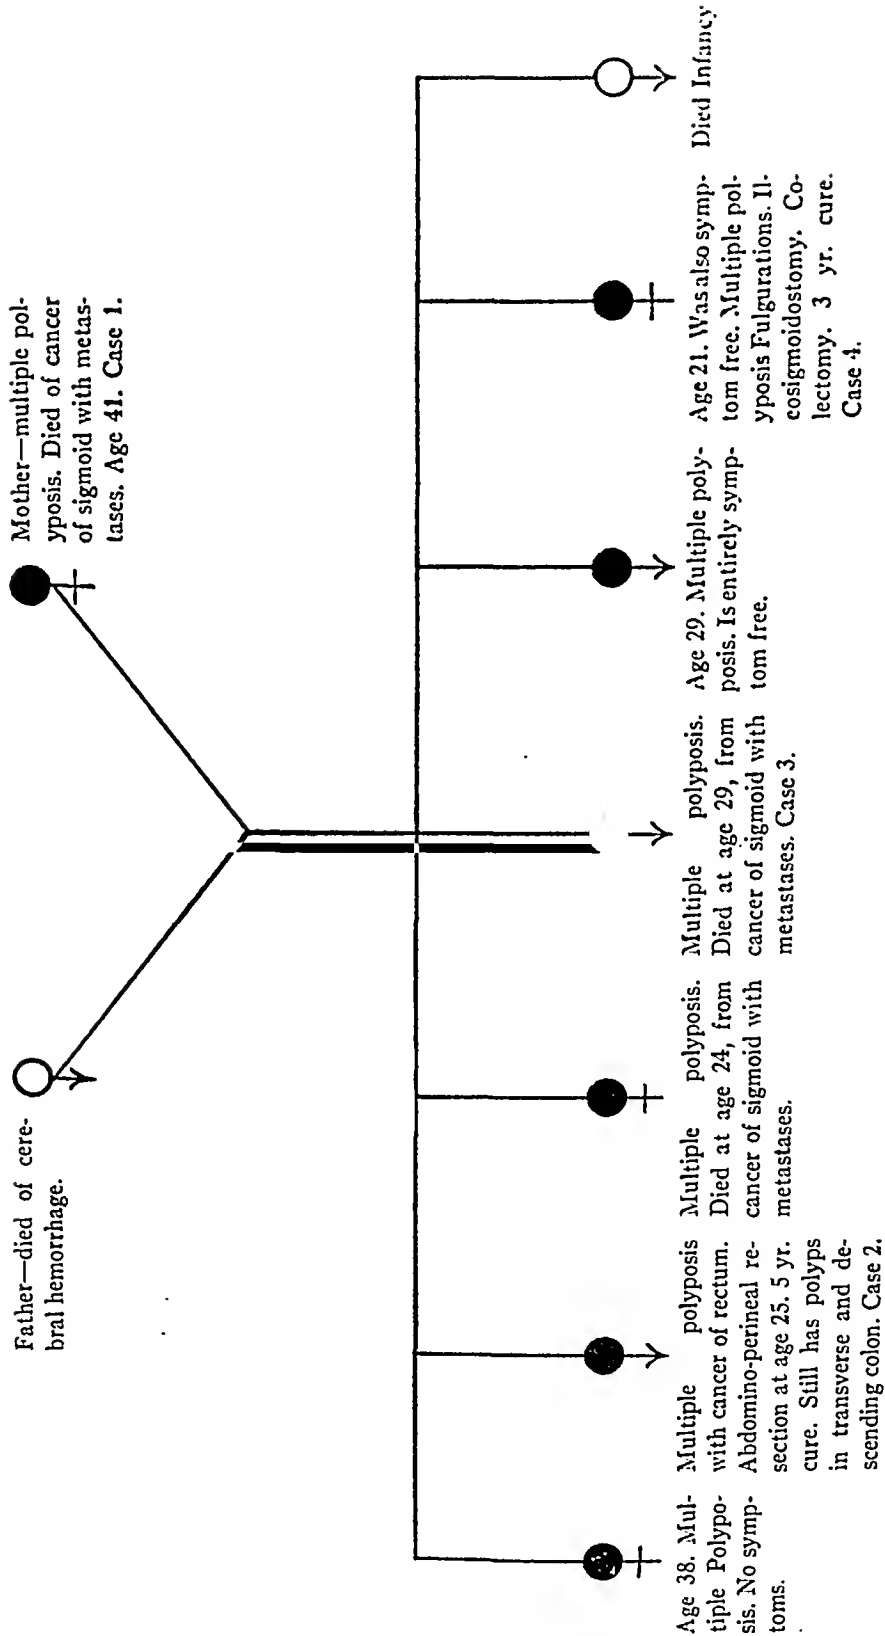 Father—died of cere-
bral hemorrhage.
Mother—multiple pol-
yposis. Died of cancer
of sigmoid with metas-
tases. Age 41. Case 1.
Age 38. Mul-
tiple Polypo-
sis. No symp-
toms.
Multiple polyposis
with cancer of rectum.
Abdomino-perineal re-
section at age 25. 5 yr.
cure. Still has polyps
in transverse and de-
scending colon. Case 2.
Multiple polyposis.
Died at age 24, from
cancer of sigmoid with
metastases.
Multiple polyposis.
Died at age 29, from
cancer of sigmoid with
metastases. Case 3.
Age 29. Multiple poly-
posis. Is entirely symp-
tom free.
Age 21. Was also symp-
tom free. Multiple pol-
yposis Fulgurations. Il-
cosigmoidostomy. Co-
lectomy. 3 yr. cure.
Case 4.
Died Infancy